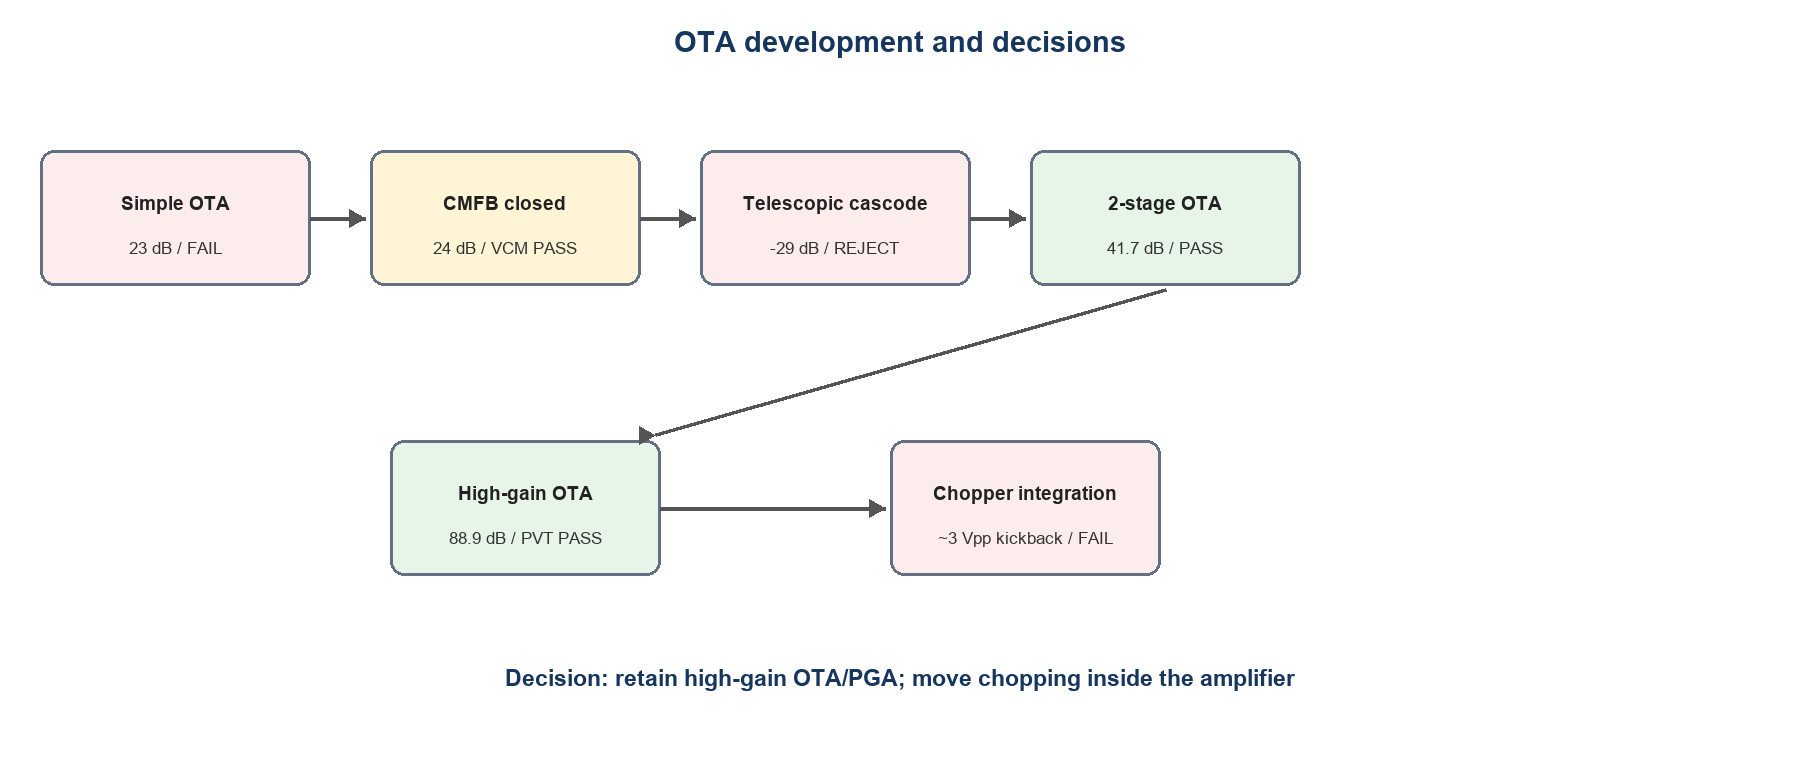 OTA development and decisions
Simple OTA
23 dB / FAIL
CMFB closed
24 dB / VCM PASS
Telescopic cascode
-29 dB / REJECT
2-stage OTA
41.7 dB / PASS
High-gain OTA
88.9 dB / PVT PASS
Chopper integration
~3 Vpp kickback / FAIL
Decision: retain high-gain OTA/PGA; move chopping inside the amplifier